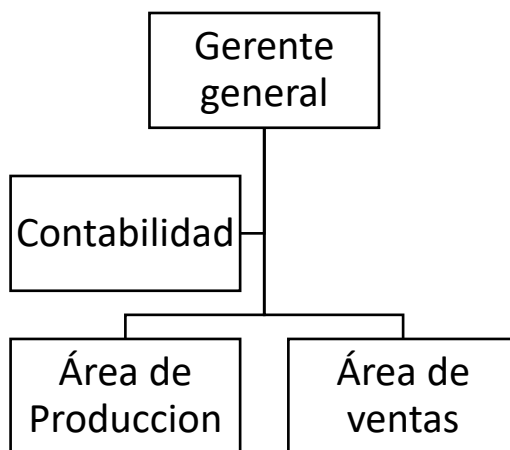 Gerente
general
Contabilidad
Área de
Produccion
Área de
ventas